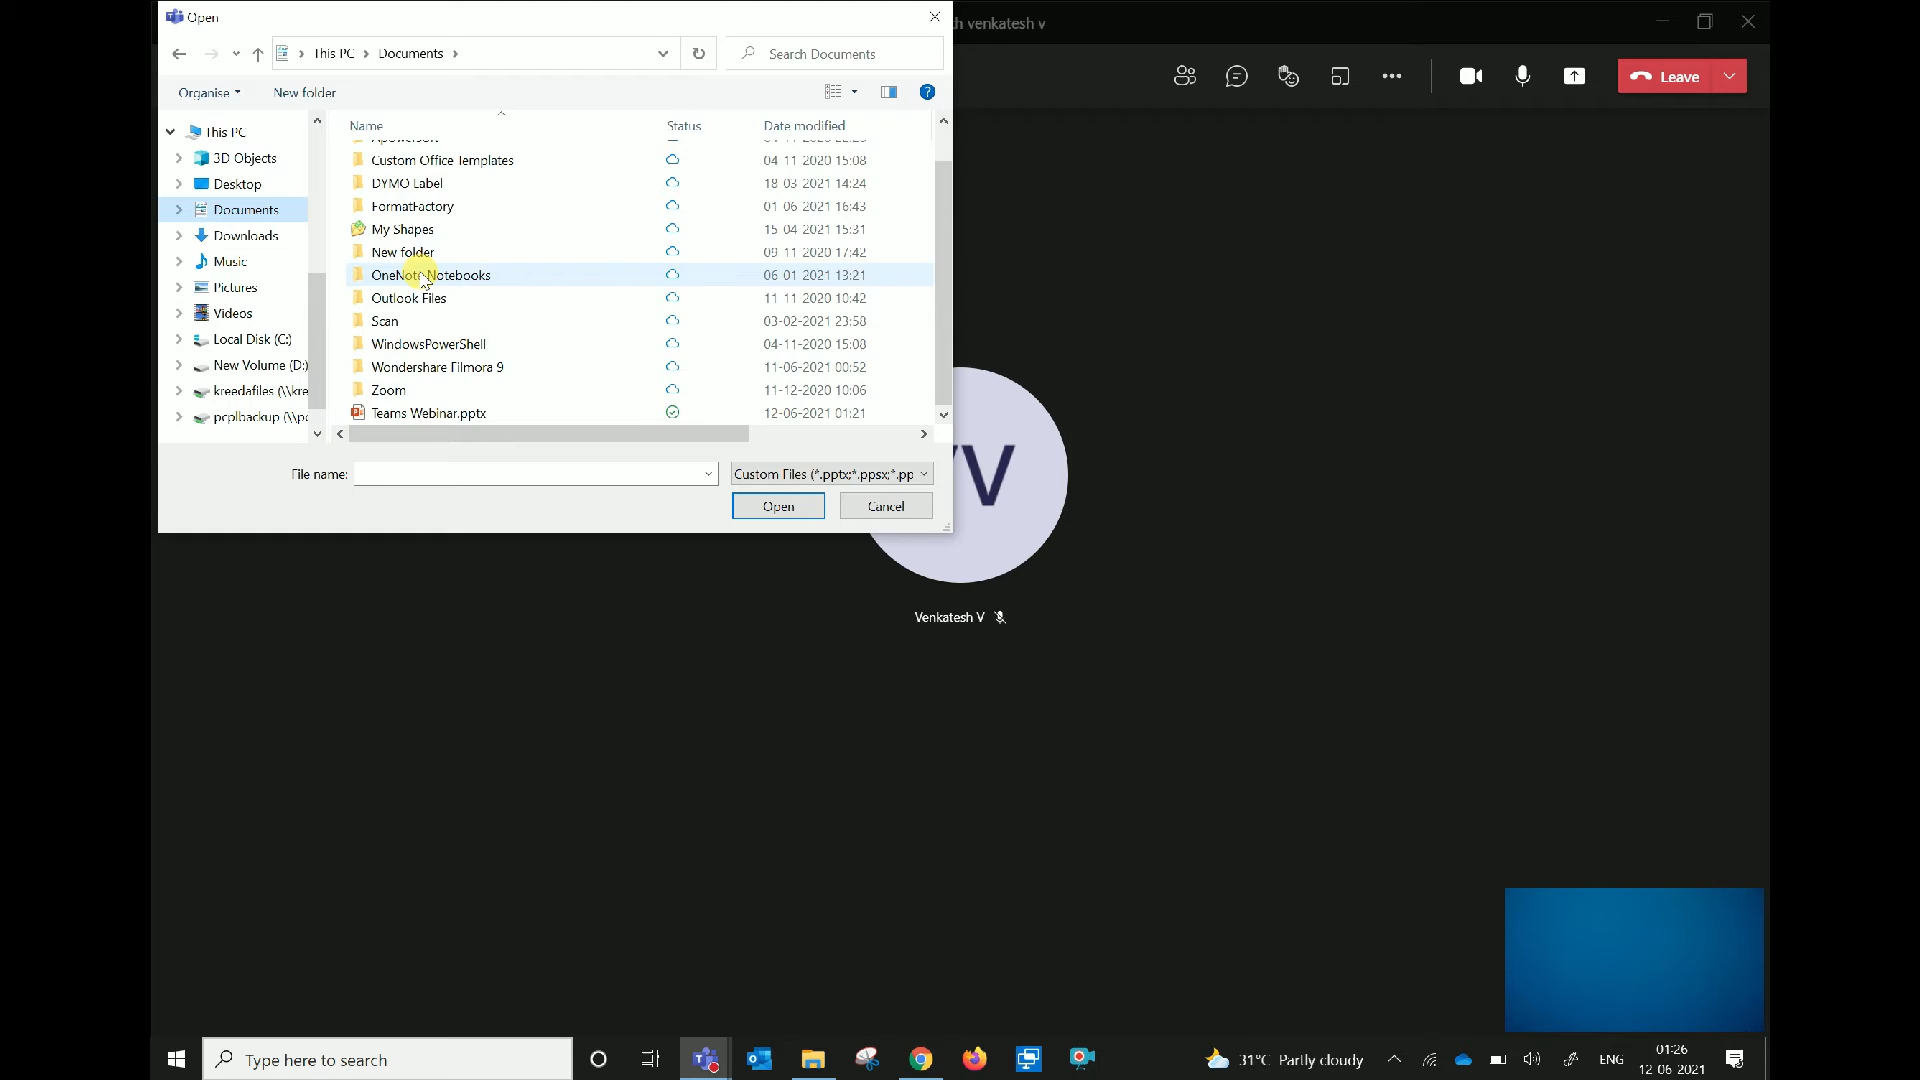 Open
th venkatesh v
This PC > Documents >
Search Documents
Leave
Organise
New folder
Name Status Date modified
This PC
3D Objects
Desktop
Documents
Downloads
Music
Pictures
Videos
Local Disk (C:)
New Volume (D:)
kreedafiles (\\kre
pcplbackup (\\pc
Custom Office Templates 04-11-2020 15:08
DYMO Label 18-03-2021 14:24
FormatFactory 01-06-2021 16:43
My Shapes 15-04-2021 15:31
New folder 09-11-2020 17:42
OneNote Notebooks 06-01-2021 13:21
Outlook Files 11-11-2020 10:42
Scan 03-02-2021 23:58
WindowsPowerShell 04-11-2020 15:08
Wondershare Filmora 9 11-06-2021 00:52
Zoom 11-12-2020 10:06
Teams Webinar.pptx 12-06-2021 01:21
File name:
Custom Files (*.pptx;*.ppsx;*.pp
Open
Cancel
V
Venkatesh V
Type here to search
31°C Partly cloudy
ENG
01:26
12-06-2021